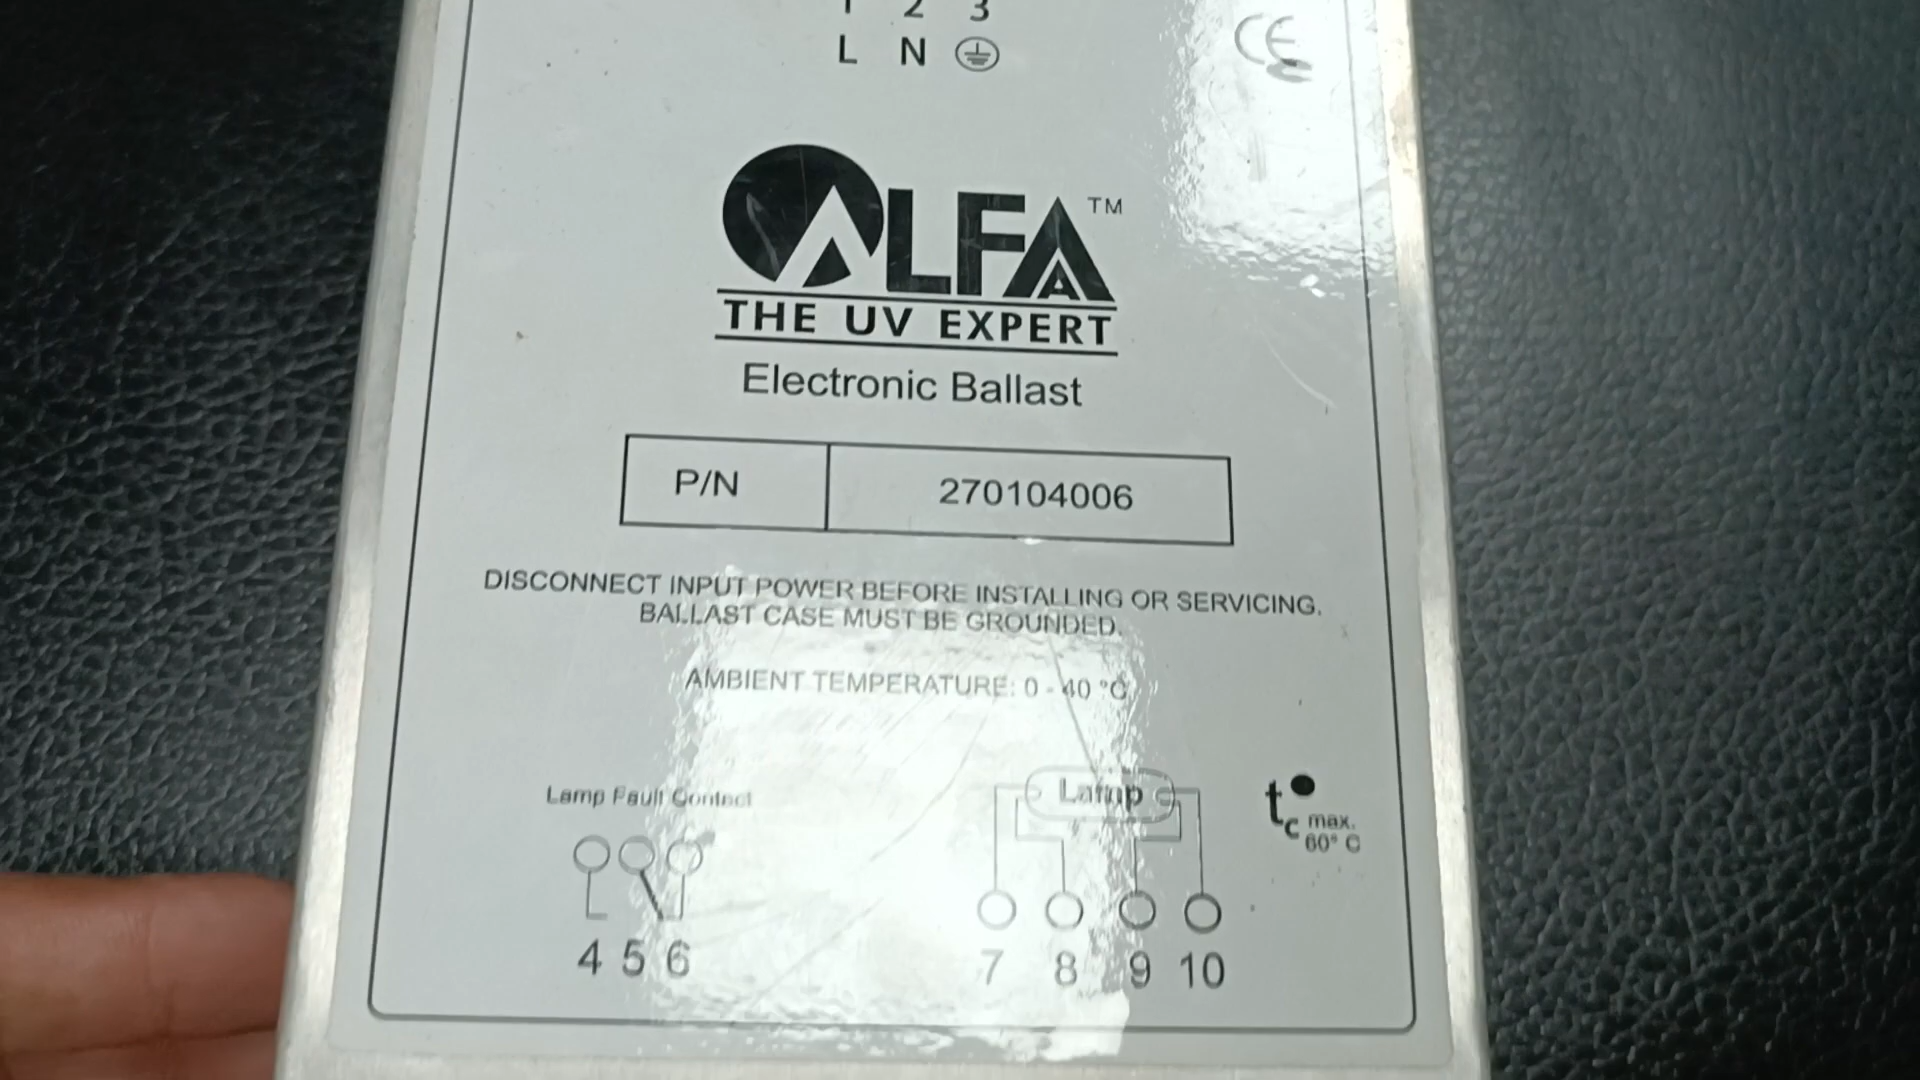 1 2 3
L N
CE
ALFA™
THE UV EXPERT
Electronic Ballast
P/N 270104006
DISCONNECT INPUT POWER BEFORE INSTALLING OR SERVICING.
BALLAST CASE MUST BE GROUNDED.
AMBIENT TEMPERATURE: 0 - 40 °C
Lamp Fault Contact
Lamp
tc max.
60° C
4 5 6
7 8 9 10